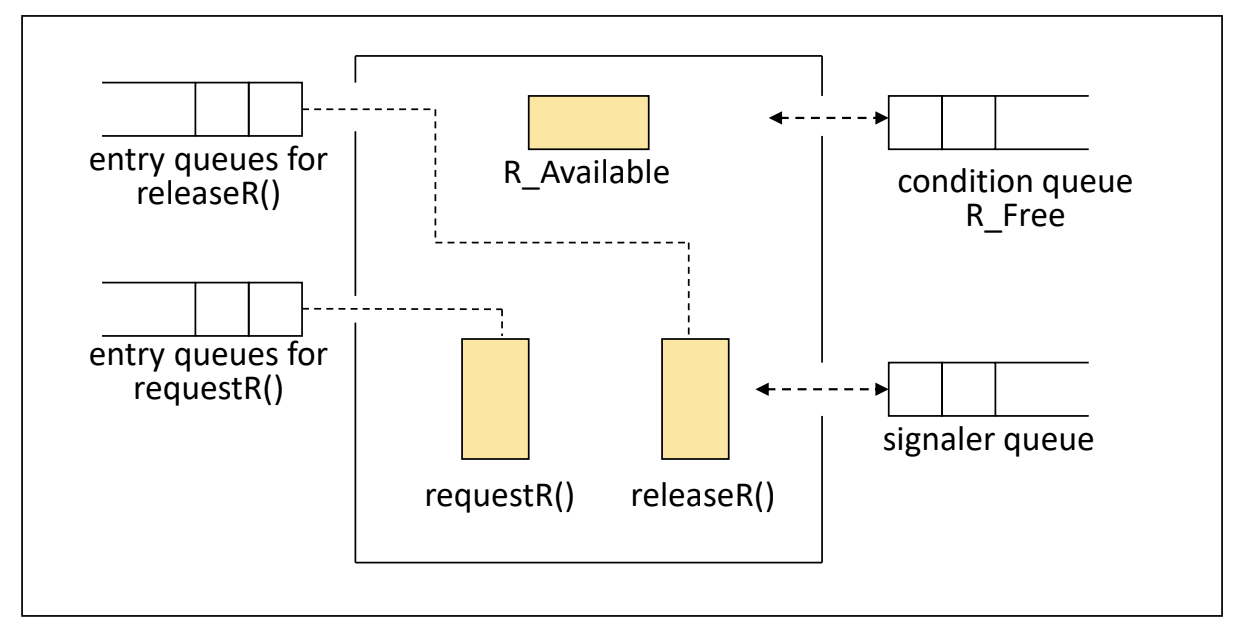 entry queues for
releaseR()
R_Available
condition queue
R_Free
entry queues for
requestR()
signaler queue
requestR()
releaseR()